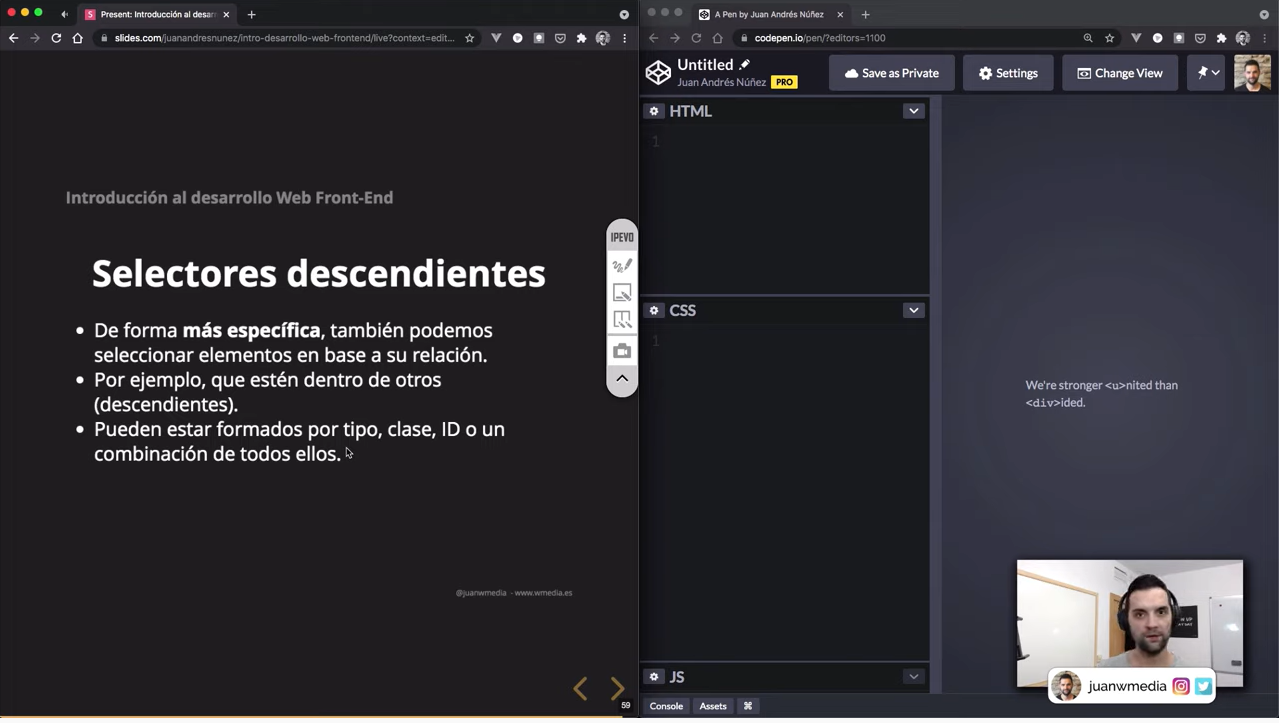 Present: Introducción al desar
A Pen by Juan Andrés Núñez
slides.com/juanandresnunez/intro-desarrollo-web-frontend/live?context=edit...
codepen.io/pen/?editors=1100
Untitled
Juan Andrés Núñez PRO
Save as Private
Settings
Change View
HTML
1
Introducción al desarrollo Web Front-End
IPEVO
Selectores descendientes
• De forma más específica, también podemos
seleccionar elementos en base a su relación.
• Por ejemplo, que estén dentro de otros
(descendientes).
• Pueden estar formados por tipo, clase, ID o un
combinación de todos ellos.
CSS
1
We're stronger <u>nited than
<div>ided.
@juanwmedia - www.wmedia.es
59
JS
Console
Assets
⌘
juanwmedia